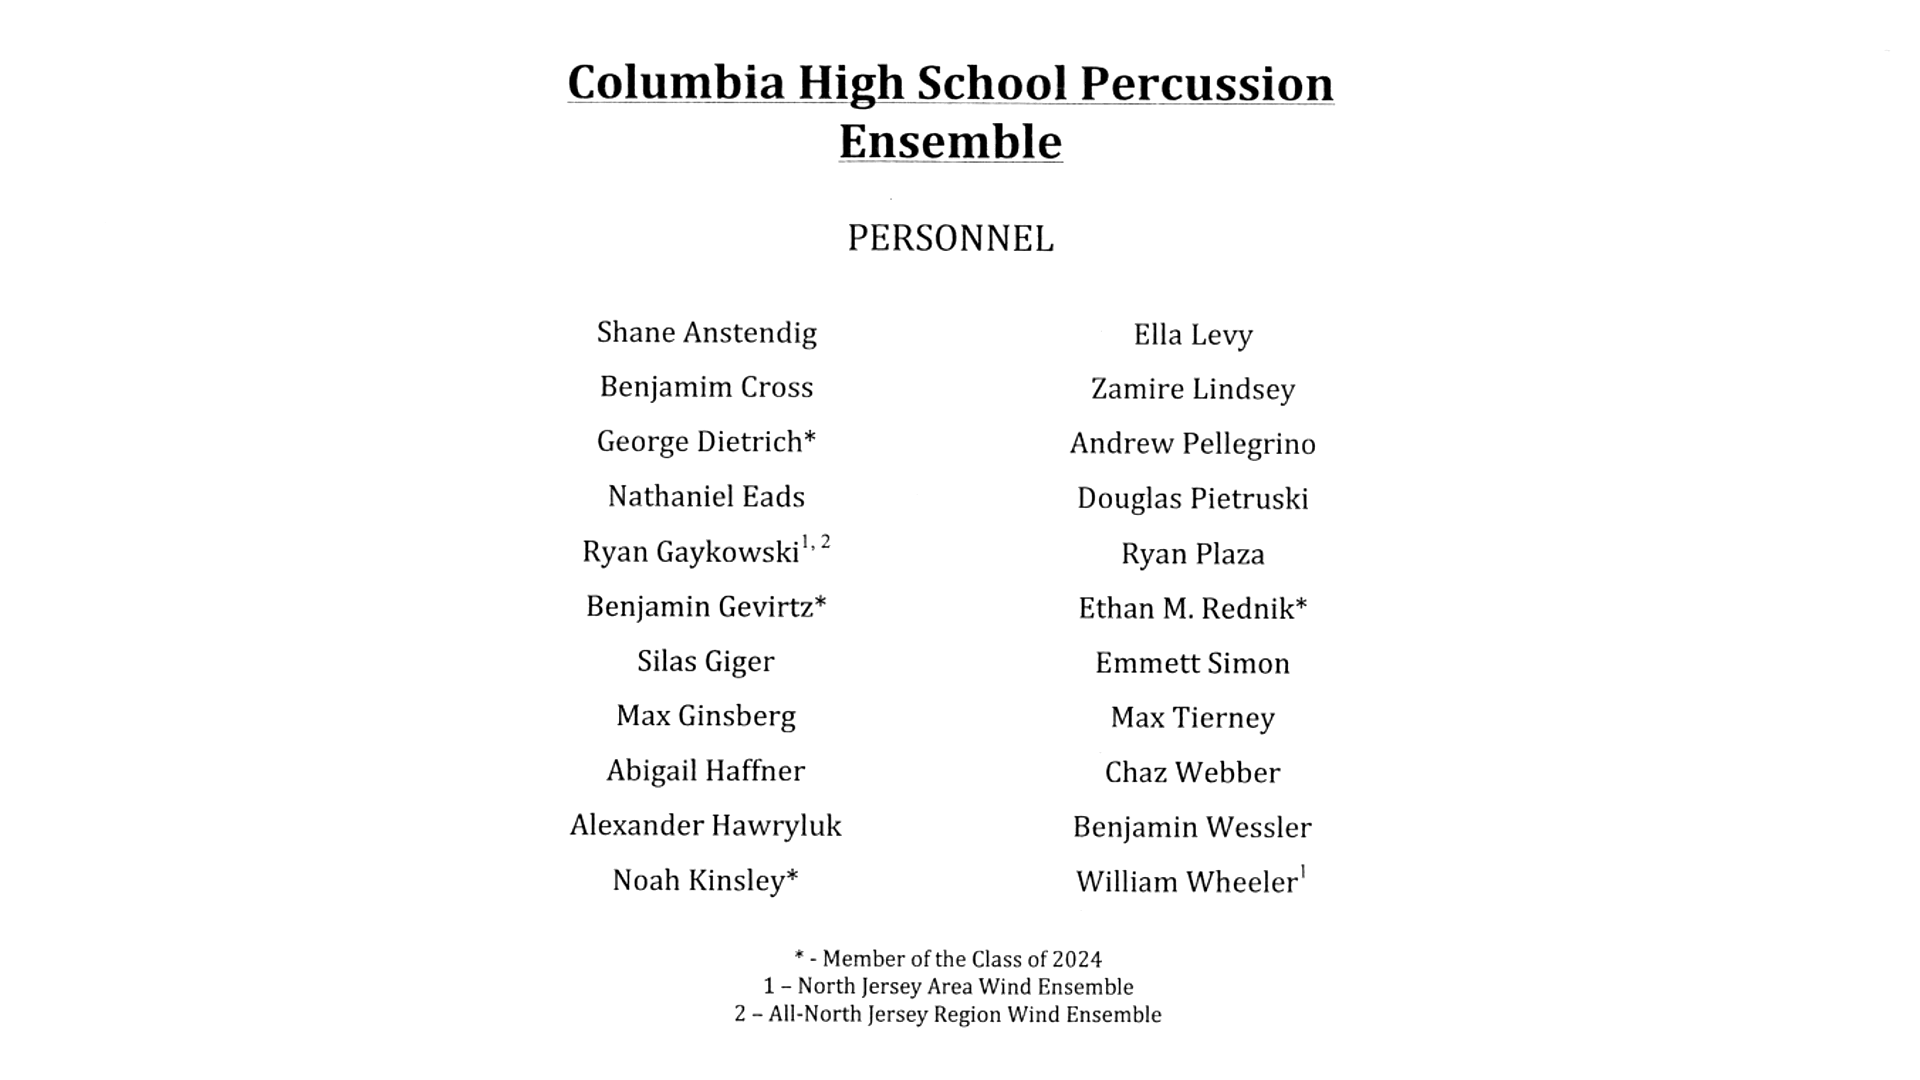 Columbia High School Percussion
Ensemble
PERSONNEL
Shane Anstendig
Benjamim Cross
George Dietrich*
Nathaniel Eads
Ryan Gaykowski1, 2
Benjamin Gevirtz*
Silas Giger
Max Ginsberg
Abigail Haffner
Alexander Hawryluk
Noah Kinsley*
Ella Levy
Zamire Lindsey
Andrew Pellegrino
Douglas Pietruski
Ryan Plaza
Ethan M. Rednik*
Emmett Simon
Max Tierney
Chaz Webber
Benjamin Wessler
William Wheeler1
* - Member of the Class of 2024
1 – North Jersey Area Wind Ensemble
2 – All-North Jersey Region Wind Ensemble